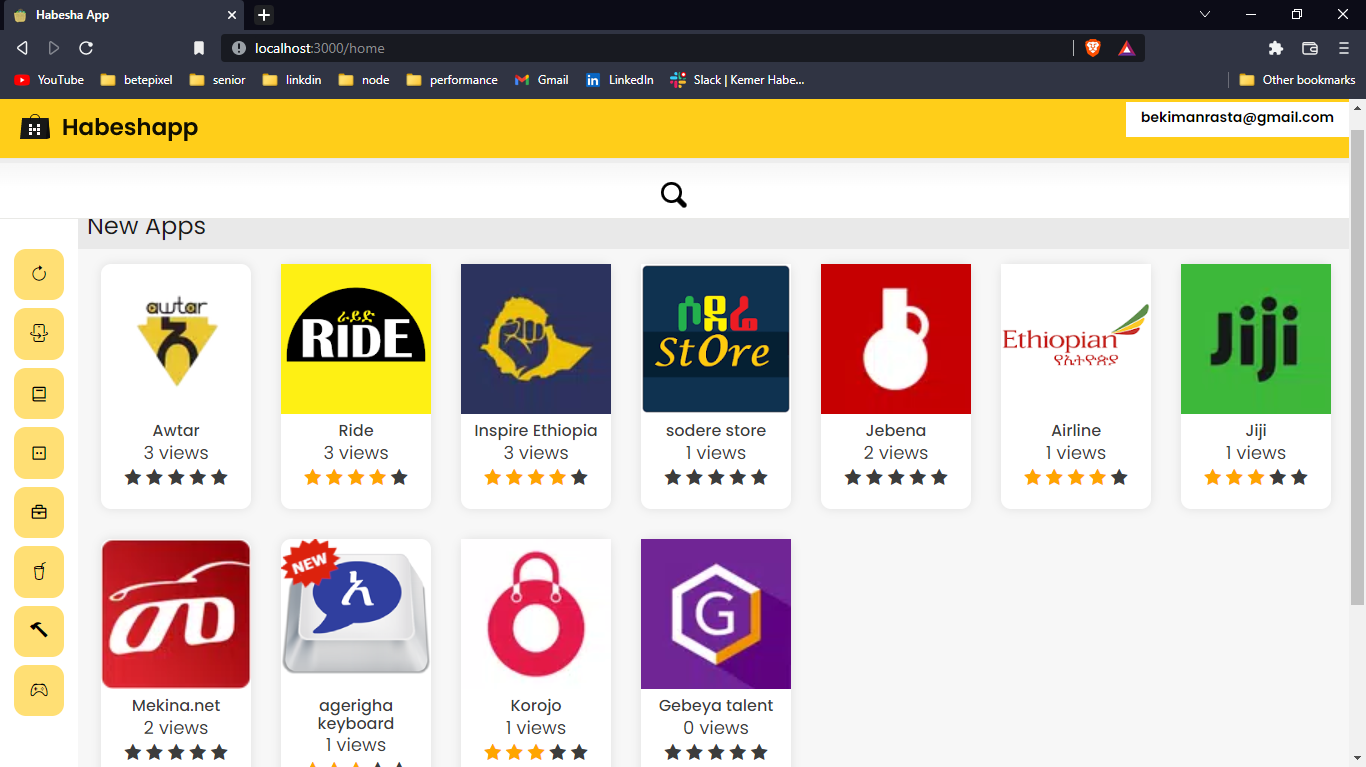 Habesha App
localhost:3000/home
YouTube betepixel senior linkdin node performance Gmail LinkedIn Slack | Kemer Habe... Other bookmarks
Habeshapp
bekimanrasta@gmail.com
New Apps
awtar
አ
ራይድ
RIDE
ሶደሬ
StOre
Ethiopian
የኢትዮጵያ
Jiji
Awtar Ride Inspire Ethiopia sodere store Jebena Airline Jiji
3 views 3 views 3 views 1 views 2 views 1 views 1 views
መ
NEW
አ
G
Mekina.net agerigha keyboard Korojo Gebeya talent
2 views 1 views 1 views 0 views